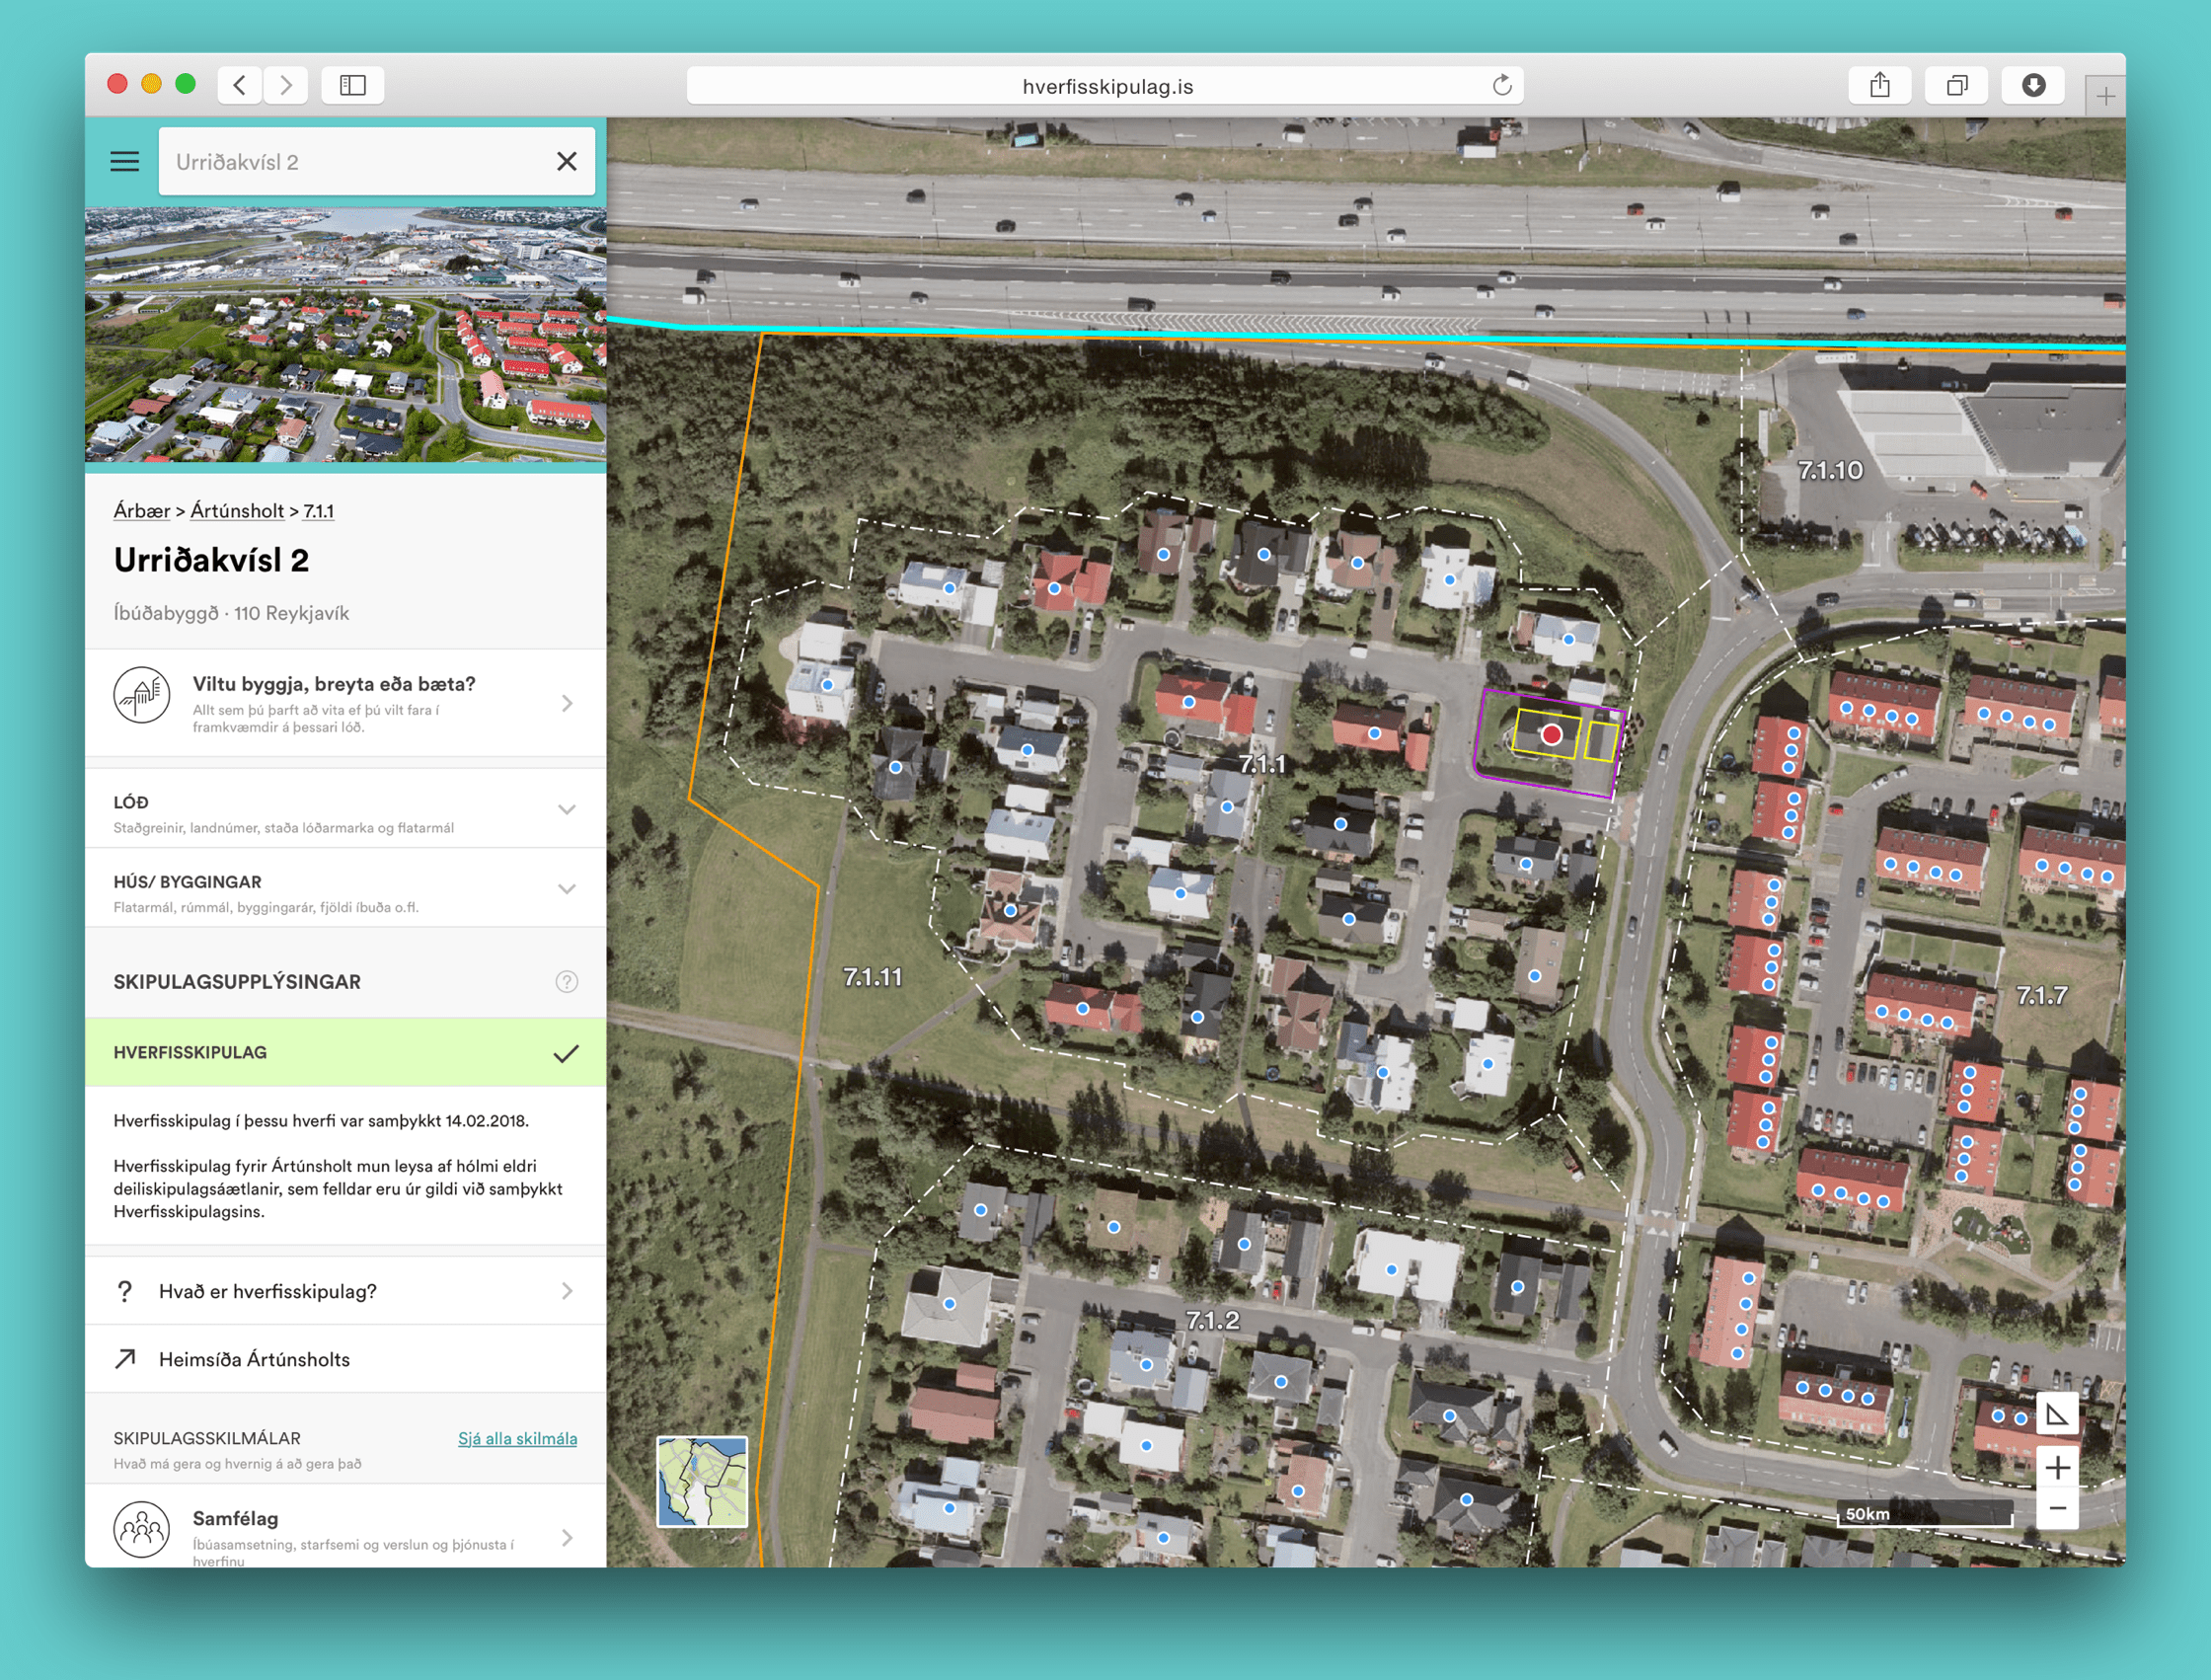 hverfisskipulag.is
Urriðakvísl 2
Árbær > Ártúnsholt > 7.1.1
Urriðakvísl 2
Íbúðabyggð · 110 Reykjavík
Viltu byggja, breyta eða bæta?
Allt sem þú þarft að vita ef þú vilt fara í
framkvæmdir á þessari lóð.
LÓÐ
Staðgreinir, landnúmer, staða lóðarmarka og flatarmál
HÚS/ BYGGINGAR
Flatarmál, rúmmál, byggingarár, fjöldi íbuða o.fl.
SKIPULAGSUPPLÝSINGAR
?
HVERFISSKIPULAG
Hverfisskipulag í þessu hverfi var samþykkt 14.02.2018.
Hverfisskipulag fyrir Ártúnsholt mun leysa af hólmi eldri
deiliskipulagsáætlanir, sem felldar eru úr gildi við samþykkt
Hverfisskipulagsins.
? Hvað er hverfisskipulag?
Heimsíða Ártúnsholts
SKIPULAGSSKILMÁLAR
Sjá alla skilmála
Hvað má gera og hvernig á að gera það
Samfélag
Íbúasamsetning, starfsemi og verslun og þjónusta í
hverfinu
7.1.10
7.1.1
7.1.11
7.1.7
7.1.2
50km